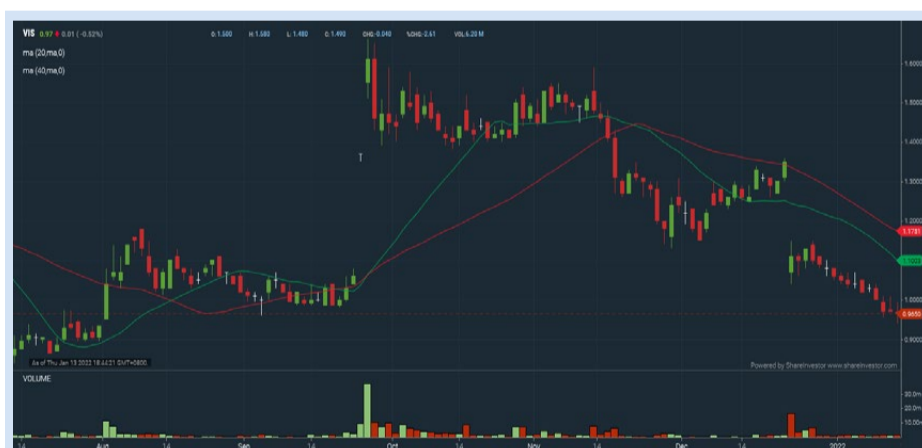 VIS 0.97 0.01 ( -0.52%) O: 1.500 H: 1.500 L: 1.480 C: 1.490 CHG:-0.040 %CHG:-2.61 VOL:6.20 M
ma (20,ma,0)
ma (40,ma,0)
1.6000
1.5000
1.4000
1.3000
1.2000
1.1781
1.1003
1.0000
0.9650
0.9000
As of Thu Jan 13 2022 18:44:21 GMT+0800
Powered by ShareInvestor www.shareinvestor.com
VOLUME
30.0m
20.0m
10.0m
14 Aug 14 Sep 14 Oct 14 Nov 14 Dec 14 2022